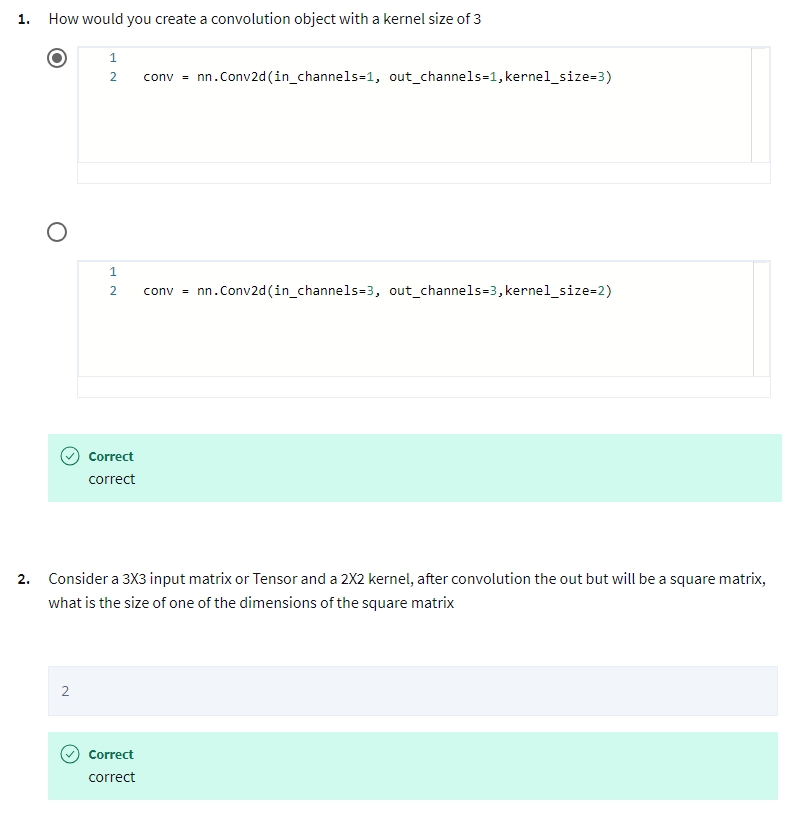 1. How would you create a convolution object with a kernel size of 3
1
2 conv = nn.Conv2d(in_channels=1, out_channels=1,kernel_size=3)
1
2 conv = nn.Conv2d(in_channels=3, out_channels=3,kernel_size=2)
Correct
correct
2. Consider a 3X3 input matrix or Tensor and a 2X2 kernel, after convolution the out but will be a square matrix,
what is the size of one of the dimensions of the square matrix
2
Correct
correct